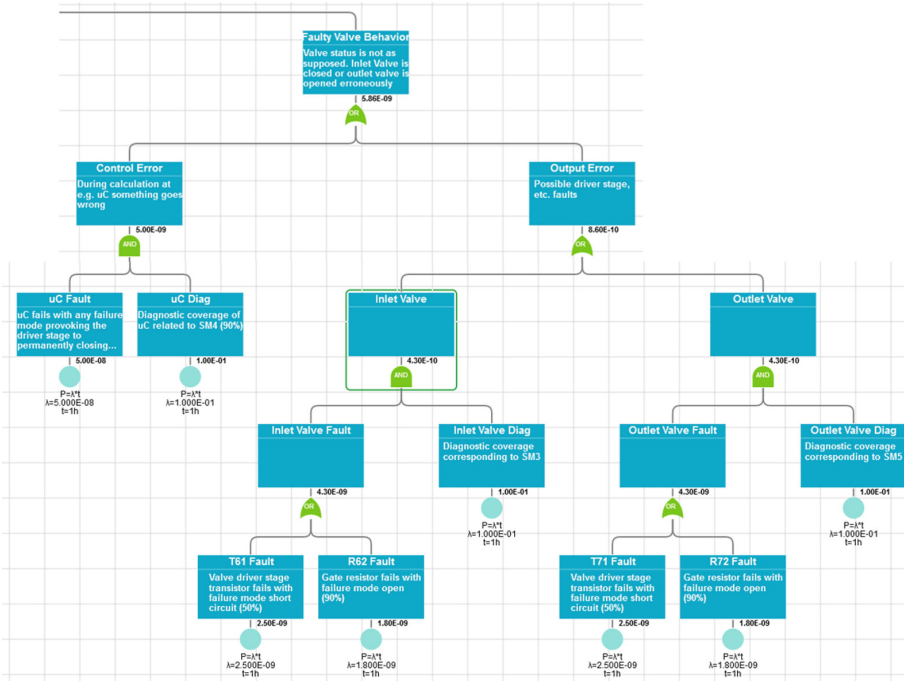 Faulty Valve Behavior
Valve status is not as
supposed. Inlet Valve is
closed or outlet valve is
opened erroneously
5.86E-09
OR
Control Error
During calculation at
e.g. uC something goes
wrong
5.00E-09
AND
Output Error
Possible driver stage,
etc. faults
8.60E-10
OR
uC Fault
uC fails with any failure
mode provoking the
driver stage to
permanently closing...
5.00E-08
P=λ*t
λ=5.000E-08
t=1h
uC Diag
Diagnostic coverage of
uC related to SM4 (90%)
1.00E-01
P=λ*t
λ=1.000E-01
t=1h
Inlet Valve
4.30E-10
AND
Outlet Valve
4.30E-10
AND
Inlet Valve Fault
4.30E-09
OR
Inlet Valve Diag
Diagnostic coverage
corresponding to SM3
1.00E-01
P=λ*t
λ=1.000E-01
t=1h
Outlet Valve Fault
4.30E-09
OR
Outlet Valve Diag
Diagnostic coverage
corresponding to SM5
1.00E-01
P=λ*t
λ=1.000E-01
t=1h
T61 Fault
Valve driver stage
transistor fails with
failure mode short
circuit (50%)
2.50E-09
P=λ*t
λ=2.500E-09
t=1h
R62 Fault
Gate resistor fails with
failure mode open
(90%)
1.80E-09
P=λ*t
λ=1.800E-09
t=1h
T71 Fault
Valve driver stage
transistor fails with
failure mode short
circuit (50%)
2.50E-09
P=λ*t
λ=2.500E-09
t=1h
R72 Fault
Gate resistor fails with
failure mode open
(90%)
1.80E-09
P=λ*t
λ=1.800E-09
t=1h